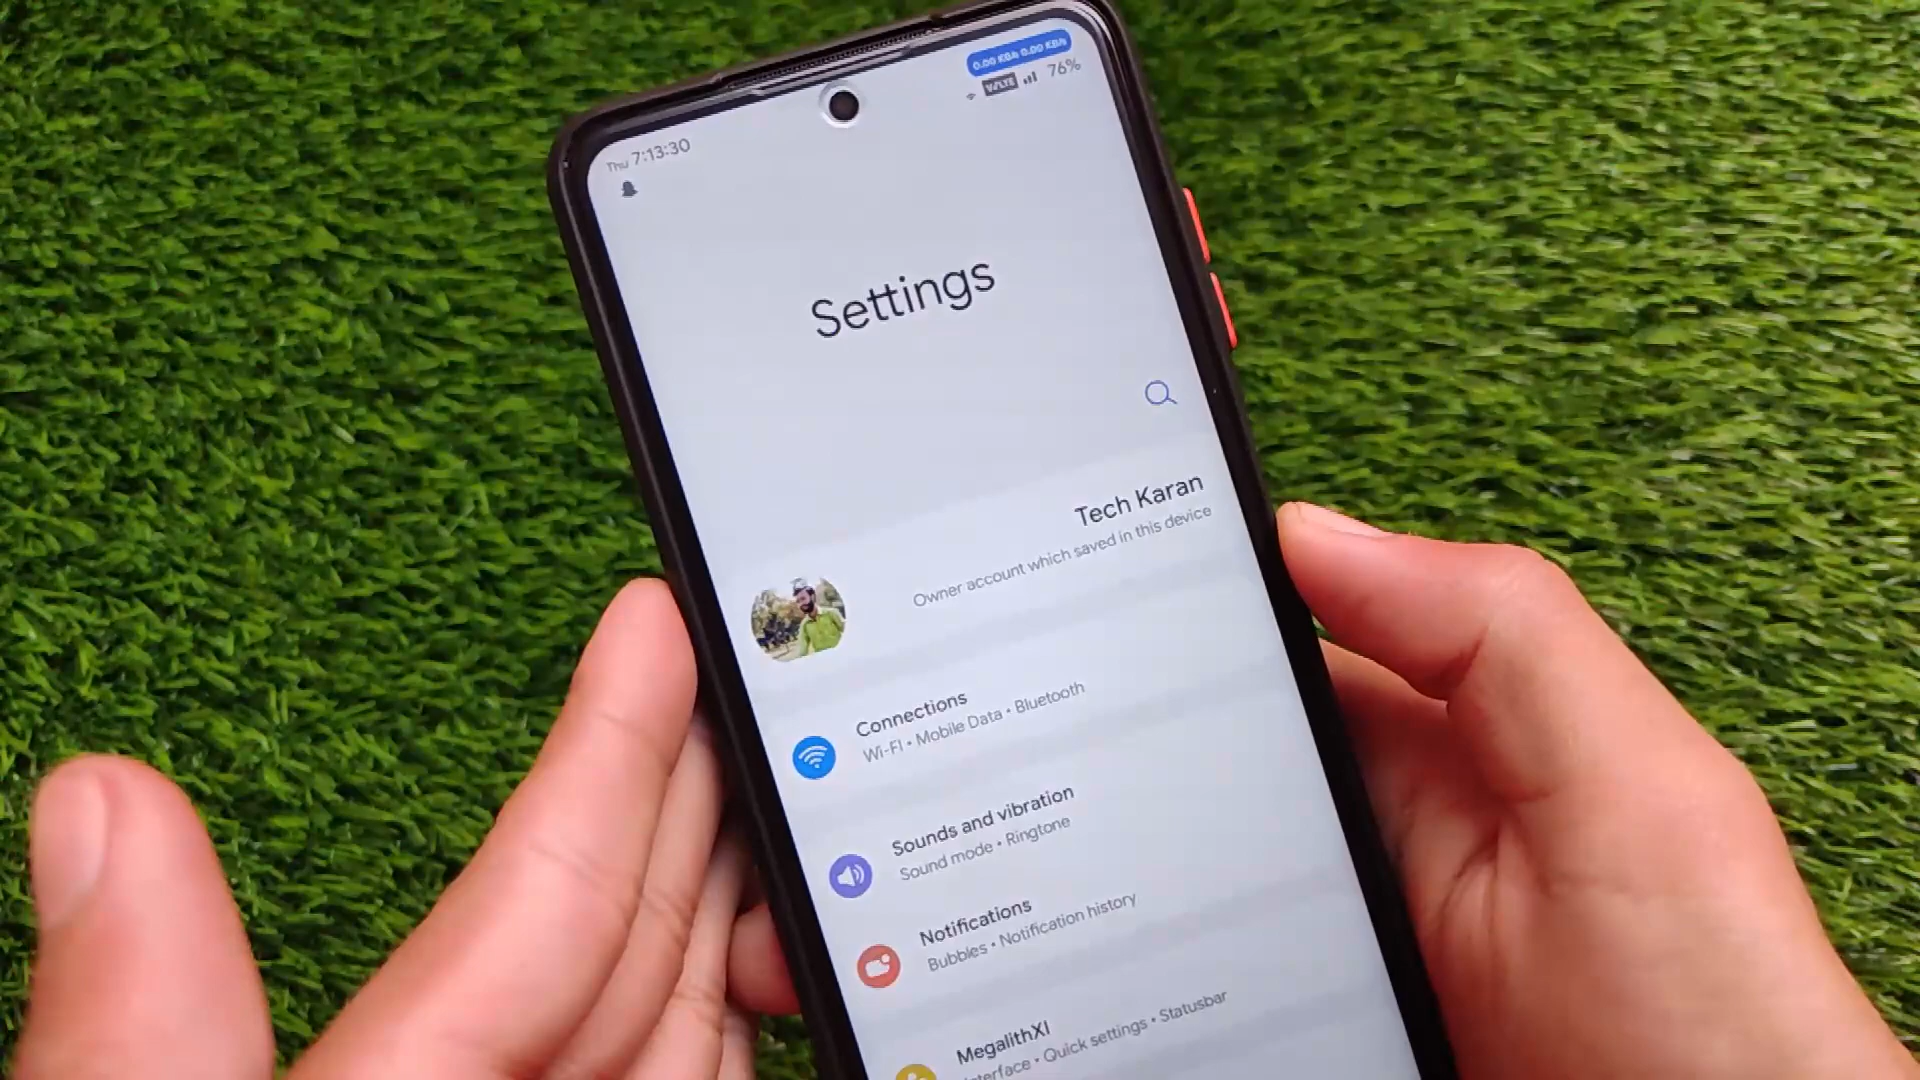 0.00 KB/s 0.00 KB/s
Thu 7:13:30
VoLTE 76%
Settings
Tech Karan
Owner account which saved in this device
Connections
Wi-FI • Mobile Data • Bluetooth
Sounds and vibration
Sound mode • Ringtone
Notifications
Bubbles • Notification history
MegalithXI
Interface • Quick settings • Statusbar